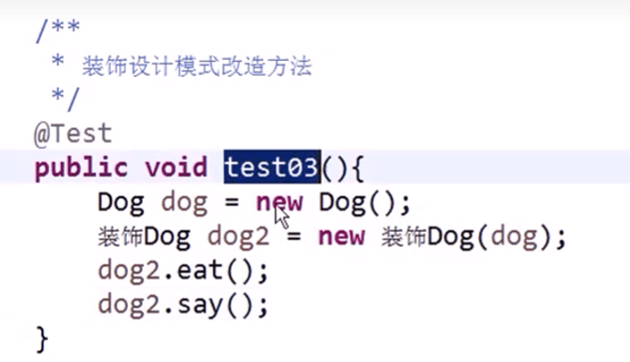 /**
 * 装饰设计模式改造方法
 */
@Test
public void test03(){
    Dog dog = new Dog();
    装饰Dog dog2 = new 装饰Dog(dog);
    dog2.eat();
    dog2.say();
}